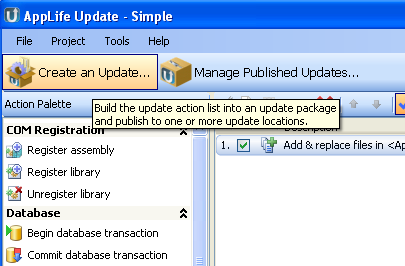 AppLife Update - Simple
File Project Tools Help
Create an Update... Manage Published Updates...
Action Palette
Build the update action list into an update package
and publish to one or more update locations.
COM Registration
Register assembly
Register library
Unregister library
Database
Begin database transaction
Commit database transaction
1. Add & replace files in <Ap